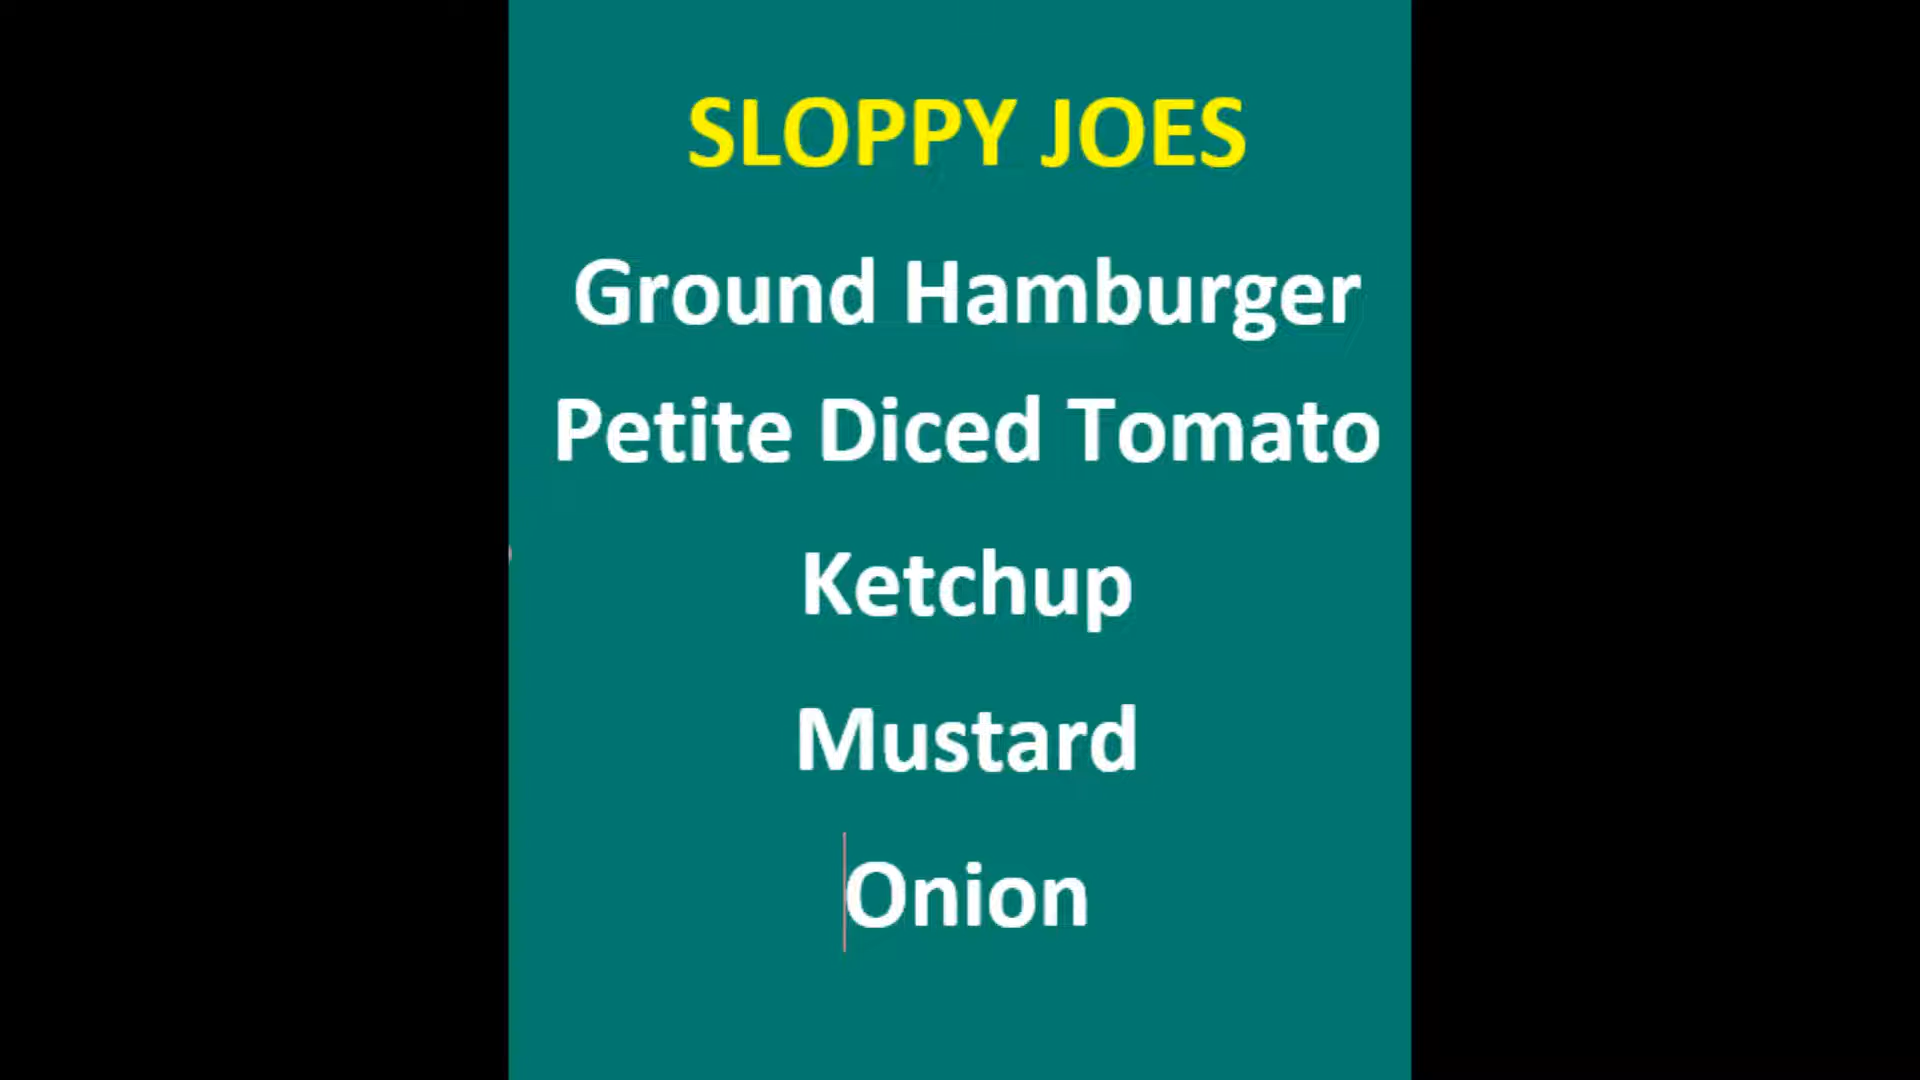 SLOPPY JOES
Ground Hamburger
Petite Diced Tomato
Ketchup
Mustard
Onion